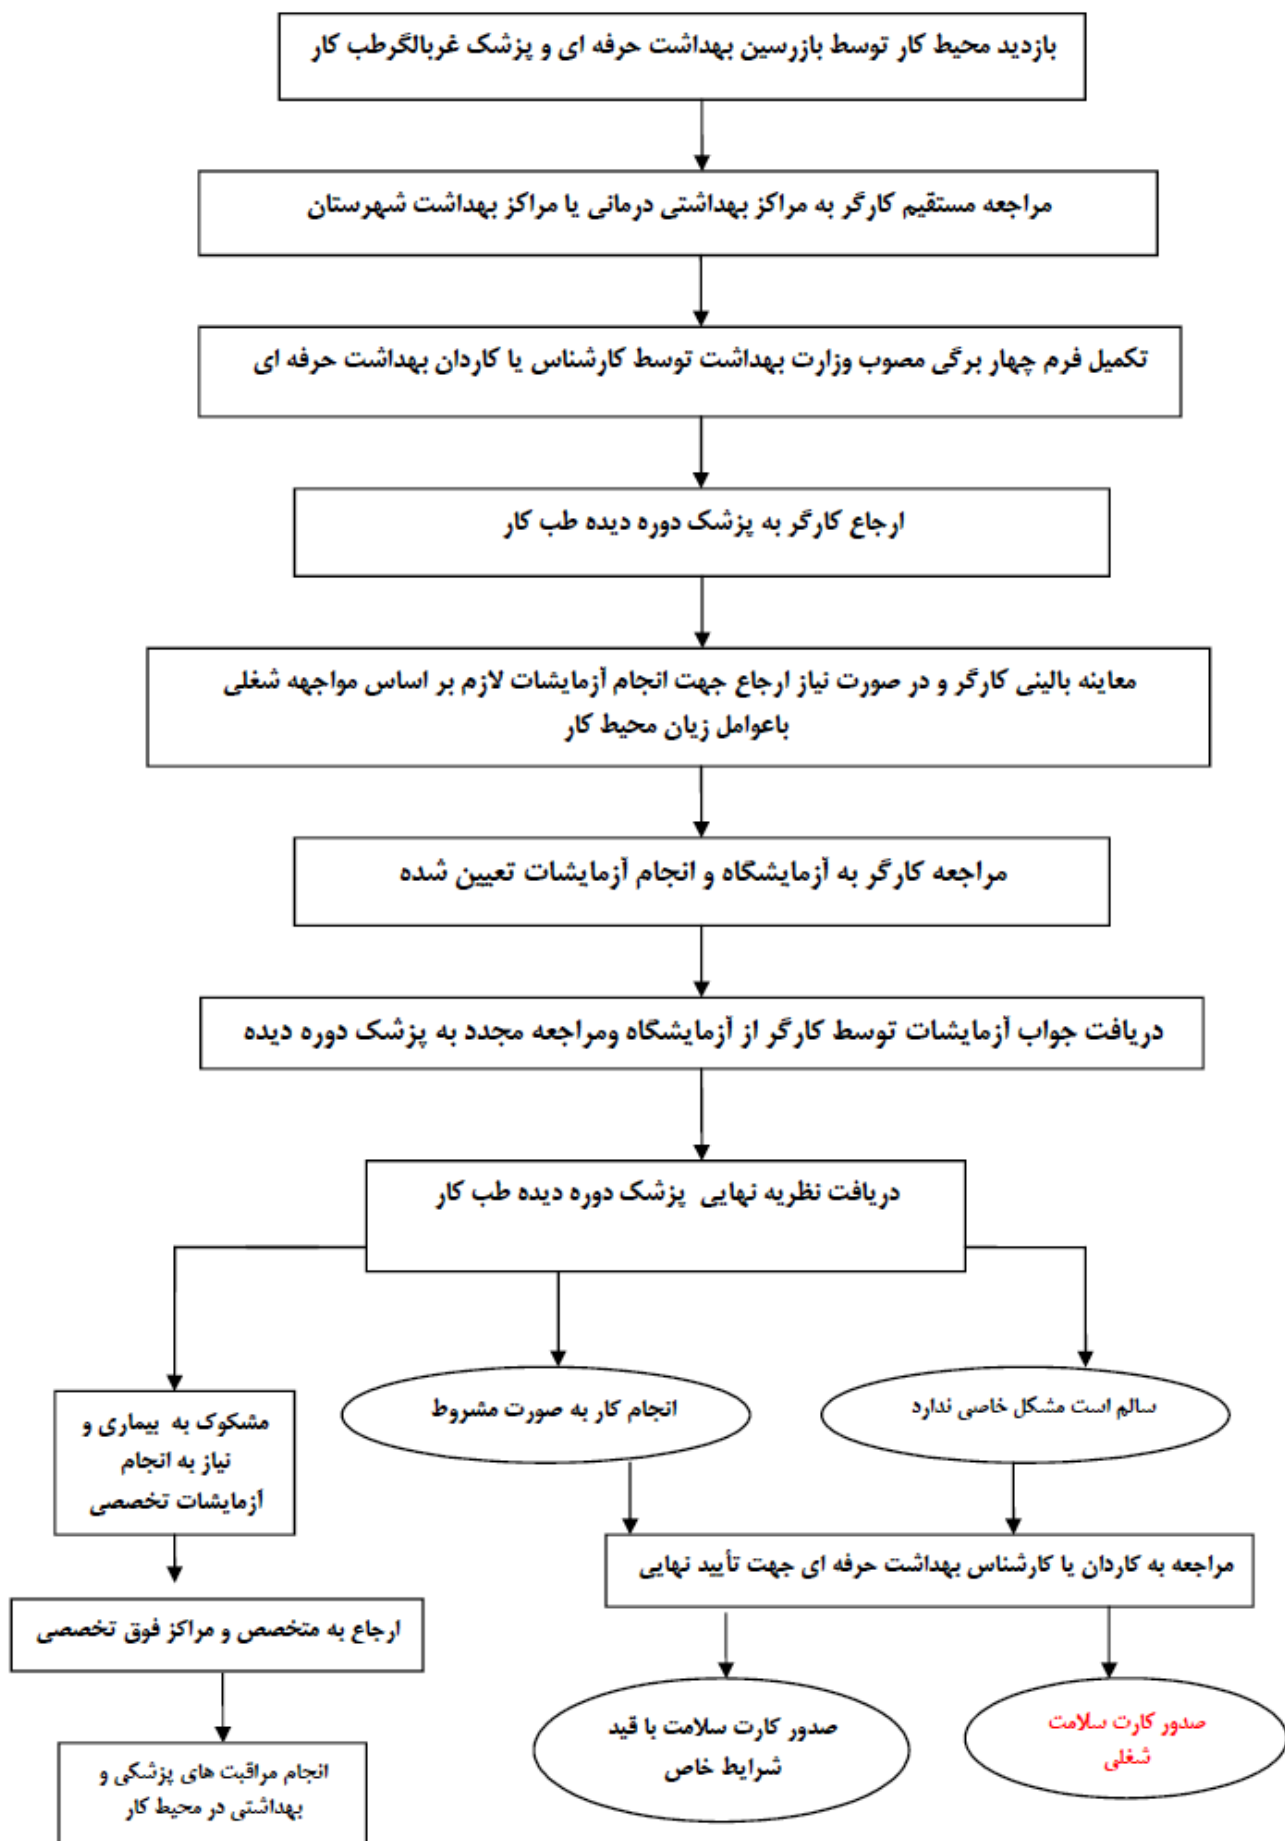 بازدید محیط کار توسط بازرسین بهداشت حرفه ای و پزشک غربالگرطب کار
مراجعه مستقیم کارگر به مراکز بهداشتی درمانی یا مراکز بهداشت شهرستان
تکمیل فرم چهار برگی مصوب وزارت بهداشت توسط کارشناس یا کاردان بهداشت حرفه ای
ارجاع کارگر به پزشک دوره دیده طب کار
معاینه بالینی کارگر و در صورت نیاز ارجاع جهت انجام آزمایشات لازم بر اساس مواجهه شغلی
باعوامل زیان محیط کار
مراجعه کارگر به آزمایشگاه و انجام آزمایشات تعیین شده
دریافت جواب آزمایشات توسط کارگر از آزمایشگاه ومراجعه مجدد به پزشک دوره دیده
دریافت نظریه نهایی پزشک دوره دیده طب کار
سالم است مشکل خاصی ندارد
انجام کار به صورت مشروط
مشکوک به بیماری و
نیاز به انجام
آزمایشات تخصصی
مراجعه به کاردان یا کارشناس بهداشت حرفه ای جهت تأیید نهایی
ارجاع به متخصص و مراکز فوق تخصصی
صدور کارت سلامت
شغلی
صدور کارت سلامت با قید
شرایط خاص
انجام مراقبت های پزشکی و
بهداشتی در محیط کار